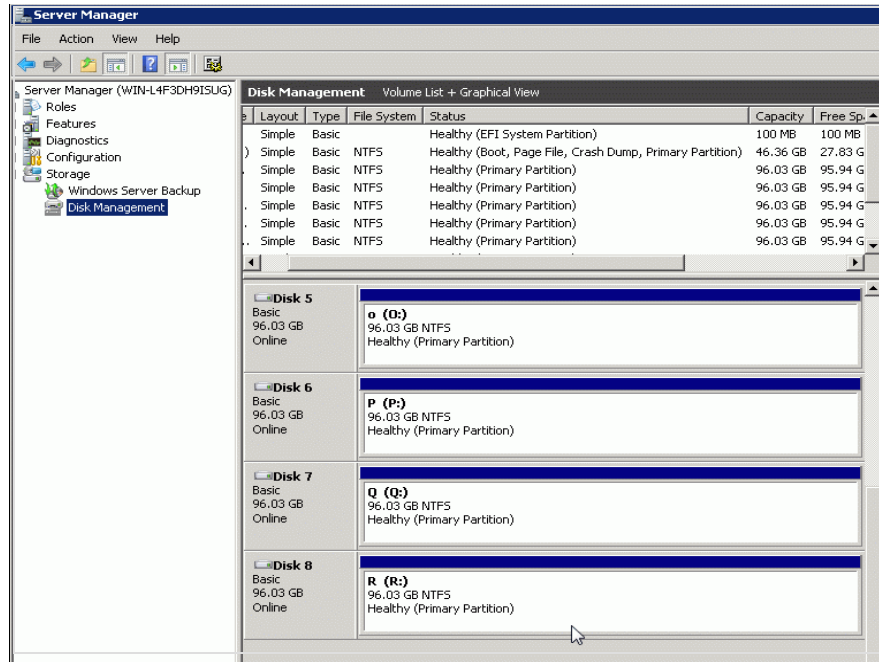 Server Manager
File Action View Help
Server Manager (WIN-L4F3DH9ISUG)
Roles
Features
Diagnostics
Configuration
Storage
Windows Server Backup
Disk Management
Disk Management Volume List + Graphical View
Layout Type File System Status Capacity Free Sp
Simple Basic Healthy (EFI System Partition) 100 MB 100 MB
) Simple Basic NTFS Healthy (Boot, Page File, Crash Dump, Primary Partition) 46.36 GB 27.83 G
. Simple Basic NTFS Healthy (Primary Partition) 96.03 GB 95.94 G
Simple Basic NTFS Healthy (Primary Partition) 96.03 GB 95.94 G
. Simple Basic NTFS Healthy (Primary Partition) 96.03 GB 95.94 G
. Simple Basic NTFS Healthy (Primary Partition) 96.03 GB 95.94 G
.. Simple Basic NTFS Healthy (Primary Partition) 96.03 GB 95.94 G
Disk 5
Basic
96.03 GB
Online
o (O:)
96.03 GB NTFS
Healthy (Primary Partition)
Disk 6
Basic
96.03 GB
Online
P (P:)
96.03 GB NTFS
Healthy (Primary Partition)
Disk 7
Basic
96.03 GB
Online
Q (Q:)
96.03 GB NTFS
Healthy (Primary Partition)
Disk 8
Basic
96.03 GB
Online
R (R:)
96.03 GB NTFS
Healthy (Primary Partition)